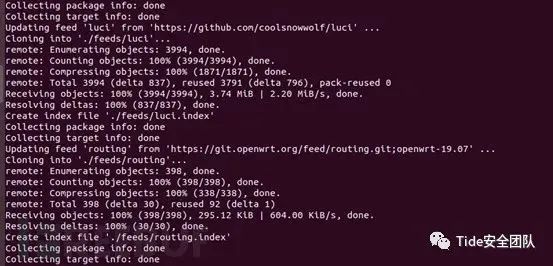 Collecting package info: done
Collecting target info: done
Updating feed 'luci' from 'https://github.com/coolsnowwolf/luci' ...
Cloning into './feeds/luci'...
remote: Enumerating objects: 3994, done.
remote: Counting objects: 100% (3994/3994), done.
remote: Compressing objects: 100% (1871/1871), done.
remote: Total 3994 (delta 837), reused 3791 (delta 796), pack-reused 0
Receiving objects: 100% (3994/3994), 3.74 MiB | 2.20 MiB/s, done.
Resolving deltas: 100% (837/837), done.
Create index file './feeds/luci.index'
Collecting package info: done
Collecting target info: done
Updating feed 'routing' from 'https://git.openwrt.org/feed/routing.git;openwrt-19.07' ...
Cloning into './feeds/routing'...
remote: Enumerating objects: 398, done.
remote: Counting objects: 100% (398/398), done.
remote: Compressing objects: 100% (338/338), done.
remote: Total 398 (delta 30), reused 92 (delta 1)
Receiving objects: 100% (398/398), 295.12 KiB | 604.00 KiB/s, done.
Resolving deltas: 100% (30/30), done.
Create index file './feeds/routing.index'
Collecting package info: done
Collecting target info: done
Tide安全团队